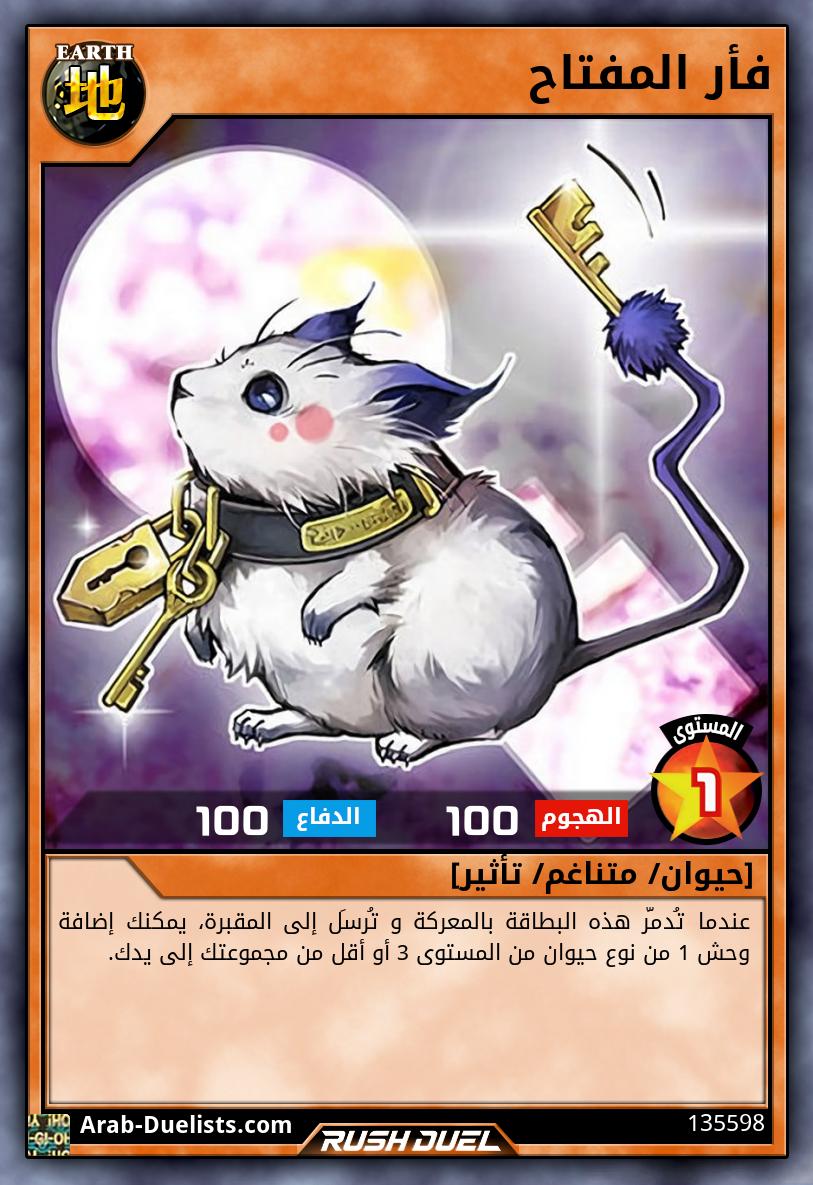 فأر المفتاح
EARTH
地
المستوى
1
الهجوم 100
الدفاع 100
[حيوان/ متناغم/ تأثير]
عندما تُدمرّ هذه البطاقة بالمعركة و تُرسلَ إلى المقبرة، يمكنك إضافة
وحش 1 من نوع حيوان من المستوى 3 أو أقل من مجموعتك إلى يدك.
Arab-Duelists.com
135598
RUSH DUEL